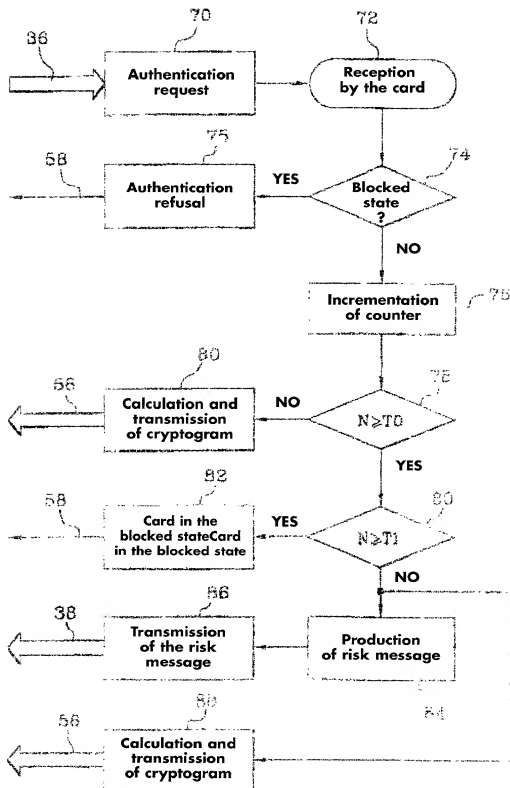 70
72
36
Authentication
request
Reception
by the card
75
74
58
Authentication
refusal
YES
Blocked
state
?
NO
Incrementation
of counter
80
56
Calculation and
transmission
of cryptogram
NO
N≥T0
YES
82
80
58
Card in the
blocked stateCard
in the blocked state
YES
N≥T1
NO
86
38
Transmission
of the risk
message
Production
of risk message
84
56
Calculation and
transmission
of cryptogram